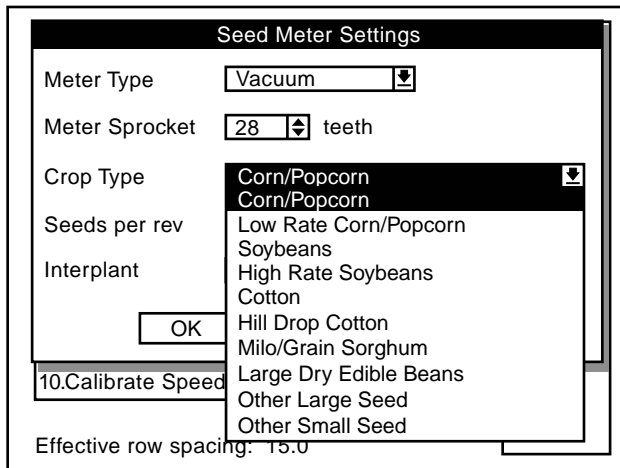 Seed Meter Settings
Meter Type Vacuum
Meter Sprocket 28 teeth
Crop Type Corn/Popcorn
Corn/Popcorn
Seeds per rev Low Rate Corn/Popcorn
Soybeans
Interplant High Rate Soybeans
Cotton
OK Hill Drop Cotton
Milo/Grain Sorghum
10.Calibrate Speed Large Dry Edible Beans
Other Large Seed
Other Small Seed
Effective row spacing: 15.0